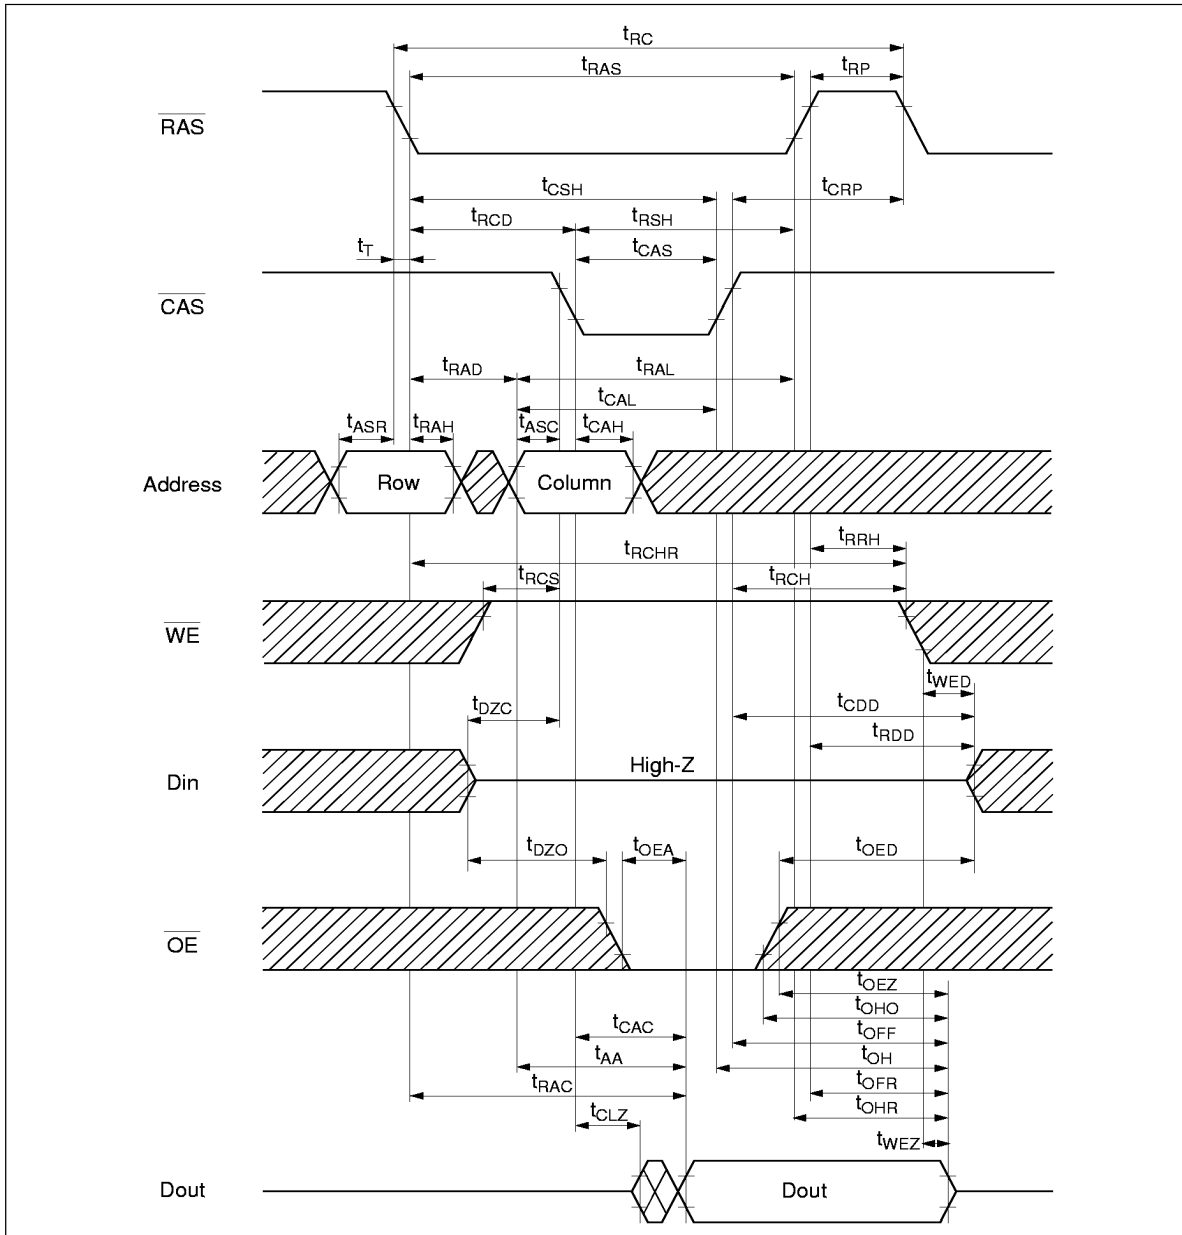 tRC
tRAS tRP
RAS
tCSH tCRP
tRCD tRSH
tT tCAS
CAS
tRAD tRAL
tCAL
tASR tRAH tASC tCAH
Address Row Column
tRRH
tRCHR
tRCS tRCH
WE
tWED
tDZC tCDD
tRDD
High-Z
Din
tDZO tOEA tOED
OE
tOEZ
tOHO
tCAC tOFF
tAA tOH
tRAC tOFR
tCLZ tOHR
tWEZ
Dout Dout